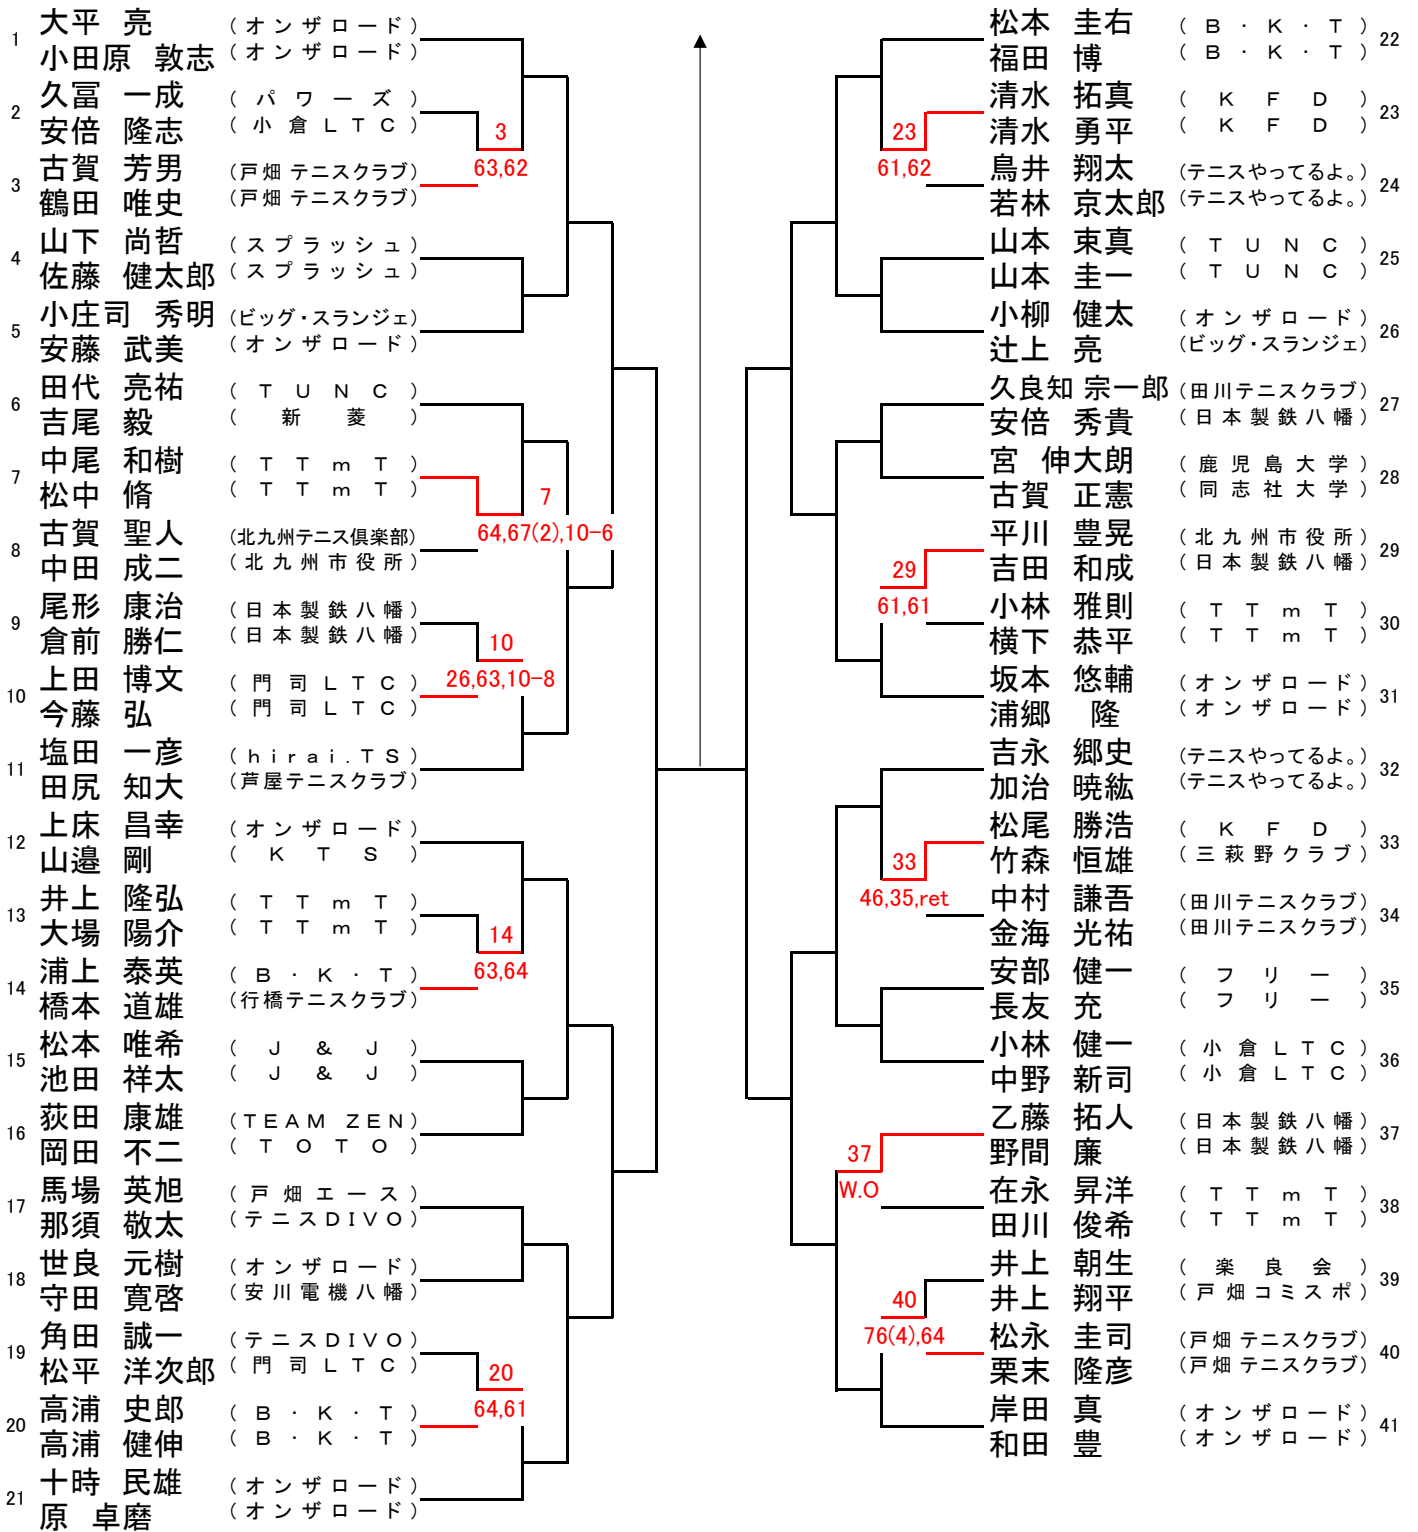 1 大平 亮 (オンザロード)
小田原 敦志 (オンザロード)
2 久冨 一成 (パワーズ)
安倍 隆志 (小倉LTC)
3
63,62
3 古賀 芳男 (戸畑テニスクラブ)
鶴田 唯史 (戸畑テニスクラブ)
4 山下 尚哲 (スプラッシュ)
佐藤 健太郎 (スプラッシュ)
5 小庄司 秀明 (ビッグ・スランジェ)
安藤 武美 (オンザロード)
6 田代 亮祐 (TUNC)
吉尾 毅 (新菱)
7 中尾 和樹 (TTmT)
松中 脩 (TTmT)
7
64,67(2),10-6
8 古賀 聖人 (北九州テニス倶楽部)
中田 成二 (北九州市役所)
9 尾形 康治 (日本製鉄八幡)
倉前 勝仁 (日本製鉄八幡)
10
26,63,10-8
10 上田 博文 (門司LTC)
今藤 弘 (門司LTC)
11 塩田 一彦 (hirai.TS)
田尻 知大 (芦屋テニスクラブ)
12 上床 昌幸 (オンザロード)
山邉 剛 (KTS)
13 井上 隆弘 (TTmT)
大場 陽介 (TTmT)
14
63,64
14 浦上 泰英 (B・K・T)
橋本 道雄 (行橋テニスクラブ)
15 松本 唯希 (J&J)
池田 祥太 (J&J)
16 荻田 康雄 (TEAM ZEN)
岡田 不二 (TOTO)
17 馬場 英旭 (戸畑エース)
那須 敬太 (テニスDIVO)
18 世良 元樹 (オンザロード)
守田 寛啓 (安川電機八幡)
19 角田 誠一 (テニスDIVO)
松平 洋次郎 (門司LTC)
20
64,61
20 高浦 史郎 (B・K・T)
高浦 健伸 (B・K・T)
21 十時 民雄 (オンザロード)
原 卓磨 (オンザロード)
松本 圭右 (B・K・T) 22
福田 博 (B・K・T)
清水 拓真 (KFD) 23
清水 勇平 (KFD)
23
61,62
鳥井 翔太 (テニスやってるよ。) 24
若林 京太郎 (テニスやってるよ。)
山本 束真 (TUNC) 25
山本 圭一 (TUNC)
小柳 健太 (オンザロード) 26
辻上 亮 (ビッグ・スランジェ)
久良知 宗一郎 (田川テニスクラブ) 27
安倍 秀貴 (日本製鉄八幡)
宮 伸大朗 (鹿児島大学) 28
古賀 正憲 (同志社大学)
平川 豊晃 (北九州市役所) 29
吉田 和成 (日本製鉄八幡)
29
61,61
小林 雅則 (TTmT) 30
横下 恭平 (TTmT)
坂本 悠輔 (オンザロード) 31
浦郷 隆 (オンザロード)
吉永 郷史 (テニスやってるよ。) 32
加治 暁紘 (テニスやってるよ。)
松尾 勝浩 (KFD) 33
竹森 恒雄 (三萩野クラブ)
33
46,35,ret
中村 謙吾 (田川テニスクラブ) 34
金海 光祐 (田川テニスクラブ)
安部 健一 (フリー) 35
長友 充 (フリー)
小林 健一 (小倉LTC) 36
中野 新司 (小倉LTC)
乙藤 拓人 (日本製鉄八幡) 37
野間 廉 (日本製鉄八幡)
37
W.O
在永 昇洋 (TTmT) 38
田川 俊希 (TTmT)
井上 朝生 (楽良会) 39
井上 翔平 (戸畑コミスポ)
40
76(4),64
松永 圭司 (戸畑テニスクラブ) 40
栗末 隆彦 (戸畑テニスクラブ)
岸田 真 (オンザロード) 41
和田 豊 (オンザロード)